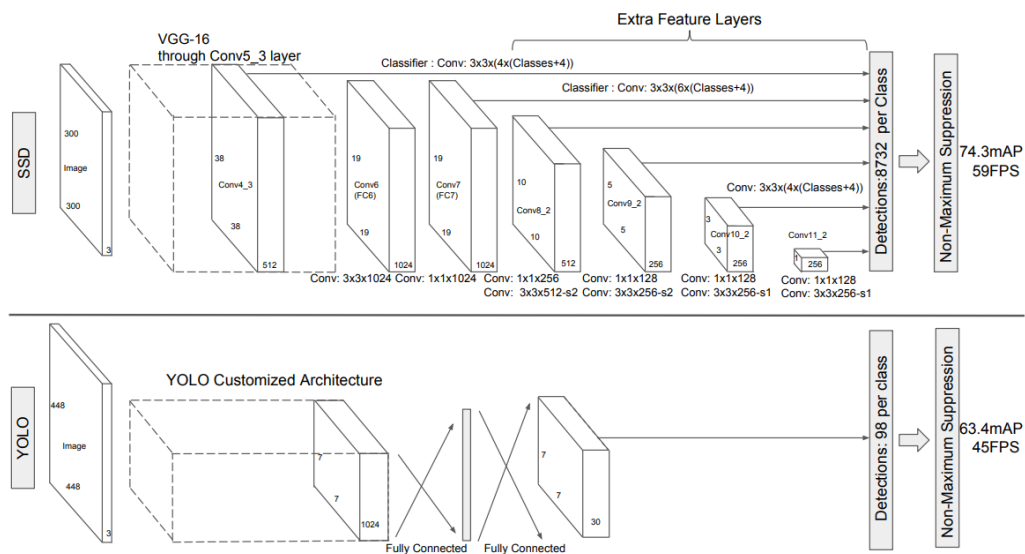 Extra Feature Layers
VGG-16
through Conv5_3 layer
Classifier : Conv: 3x3x(4x(Classes+4))
Classifier : Conv: 3x3x(6x(Classes+4))
SSD
300
Image
300
3
38
Conv4_3
38
512
19
Conv6
(FC6)
19
1024
19
Conv7
(FC7)
19
1024
10
Conv8_2
10
512
5
Conv9_2
5
256
Conv: 3x3x(4x(Classes+4))
3
Conv10_2
3
256
Conv11_2
1
256
Conv: 3x3x1024
Conv: 1x1x1024
Conv: 1x1x256
Conv: 3x3x512-s2
Conv: 1x1x128
Conv: 3x3x256-s2
Conv: 1x1x128
Conv: 3x3x256-s1
Conv: 1x1x128
Conv: 3x3x256-s1
Detections:8732 per Class
Non-Maximum Suppression
74.3mAP
59FPS
YOLO
448
Image
448
3
YOLO Customized Architecture
7
7
1024
Fully Connected
Fully Connected
7
7
30
Detections: 98 per class
Non-Maximum Suppression
63.4mAP
45FPS